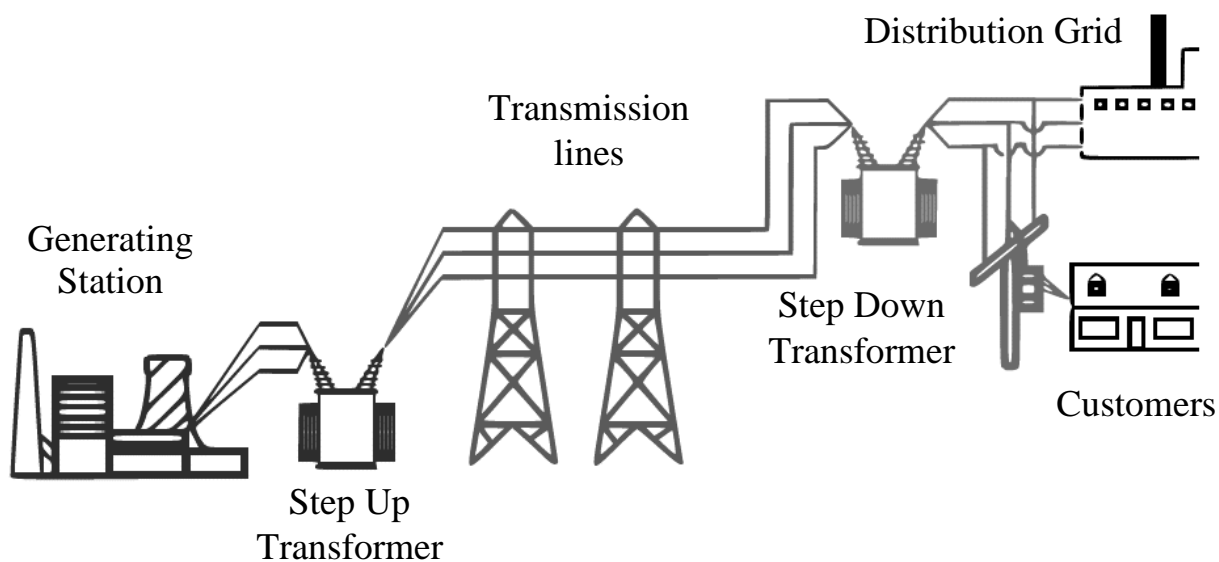 Distribution Grid
Transmission
lines
Generating
Station
Step Down
Transformer
Customers
Step Up
Transformer